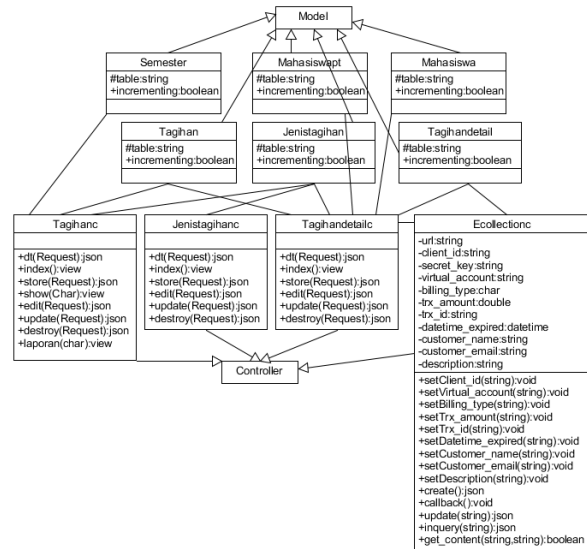 Model
Semester
#table:string
+incrementing:boolean
Mahasiswapt
#table:string
+incrementing:boolean
Mahasiswa
#table:string
+incrementing:boolean
Tagihan
#table:string
+incrementing:boolean
Jenistagihan
#table:string
+incrementing:boolean
Tagihandetail
#table:string
+incrementing:boolean
Tagihanc
+dt(Request):json
+index():view
+store(Request):json
+show(Char):view
+edit(Request):json
+update(Request):json
+destroy(Request):json
+laporan(char):view
Jenistagihanc
+dt(Request):json
+index():view
+store(Request):json
+edit(Request):json
+update(Request):json
+destroy(Request):json
Tagihandetailc
+dt(Request):json
+index():view
+store(Request):json
+edit(Request):json
+update(Request):json
+destroy(Request):json
Ecollectionc
-url:string
-client_id:string
-secret_key:string
-virtual_account:string
-billing_type:char
-trx_amount:double
-trx_id:string
-datetime_expired:datetime
-customer_name:string
-customer_email:string
-description:string
+setClient_id(string):void
+setVirtual_account(string):void
+setBilling_type(string):void
+setTrx_amount(string):void
+setTrx_id(string):void
+setDatetime_expired(string):void
+setCustomer_name(string):void
+setCustomer_email(string):void
+setDescription(string):void
+create():json
+callback():void
+update(string):json
+inquery(string):json
+get_content(string,string):boolean
Controller